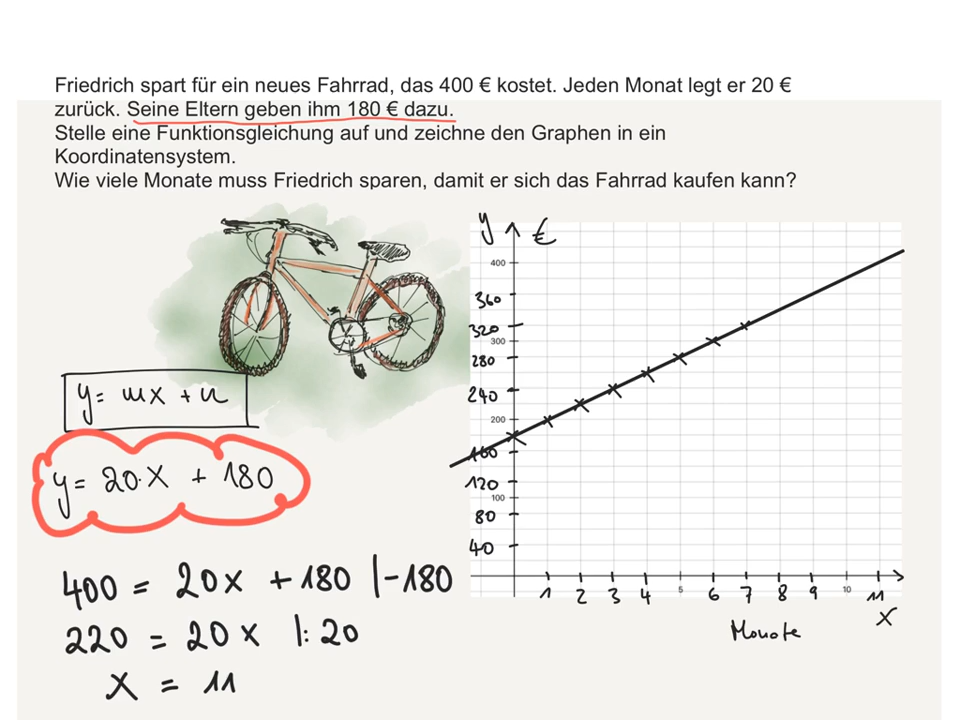 Friedrich spart für ein neues Fahrrad, das 400 € kostet. Jeden Monat legt er 20 €
zurück. Seine Eltern geben ihm 180 € dazu.
Stelle eine Funktionsgleichung auf und zeichne den Graphen in ein
Koordinatensystem.
Wie viele Monate muss Friedrich sparen, damit er sich das Fahrrad kaufen kann?
y = mx + n
y = 20·x + 180
400 = 20x + 180 |-180
220 = 20x |: 20
x = 11
y €
400
360
320
300
280
240
200
160
120
100
80
40
1 2 3 4 5 6 7 8 9 10 11
x
Monate